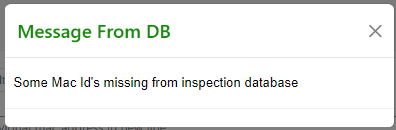 Message From DB
Some Mac Id's missing from inspection database